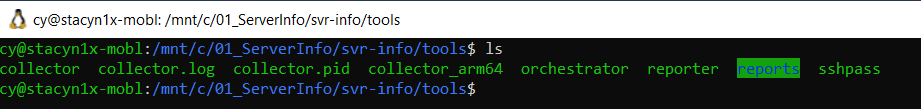 cy@stacyn1x-mobl: /mnt/c/01_ServerInfo/svr-info/tools
cy@stacyn1x-mobl:/mnt/c/01_ServerInfo/svr-info/tools$ ls
collector collector.log collector.pid collector_arm64 orchestrator reporter reports sshpass
cy@stacyn1x-mobl:/mnt/c/01_ServerInfo/svr-info/tools$